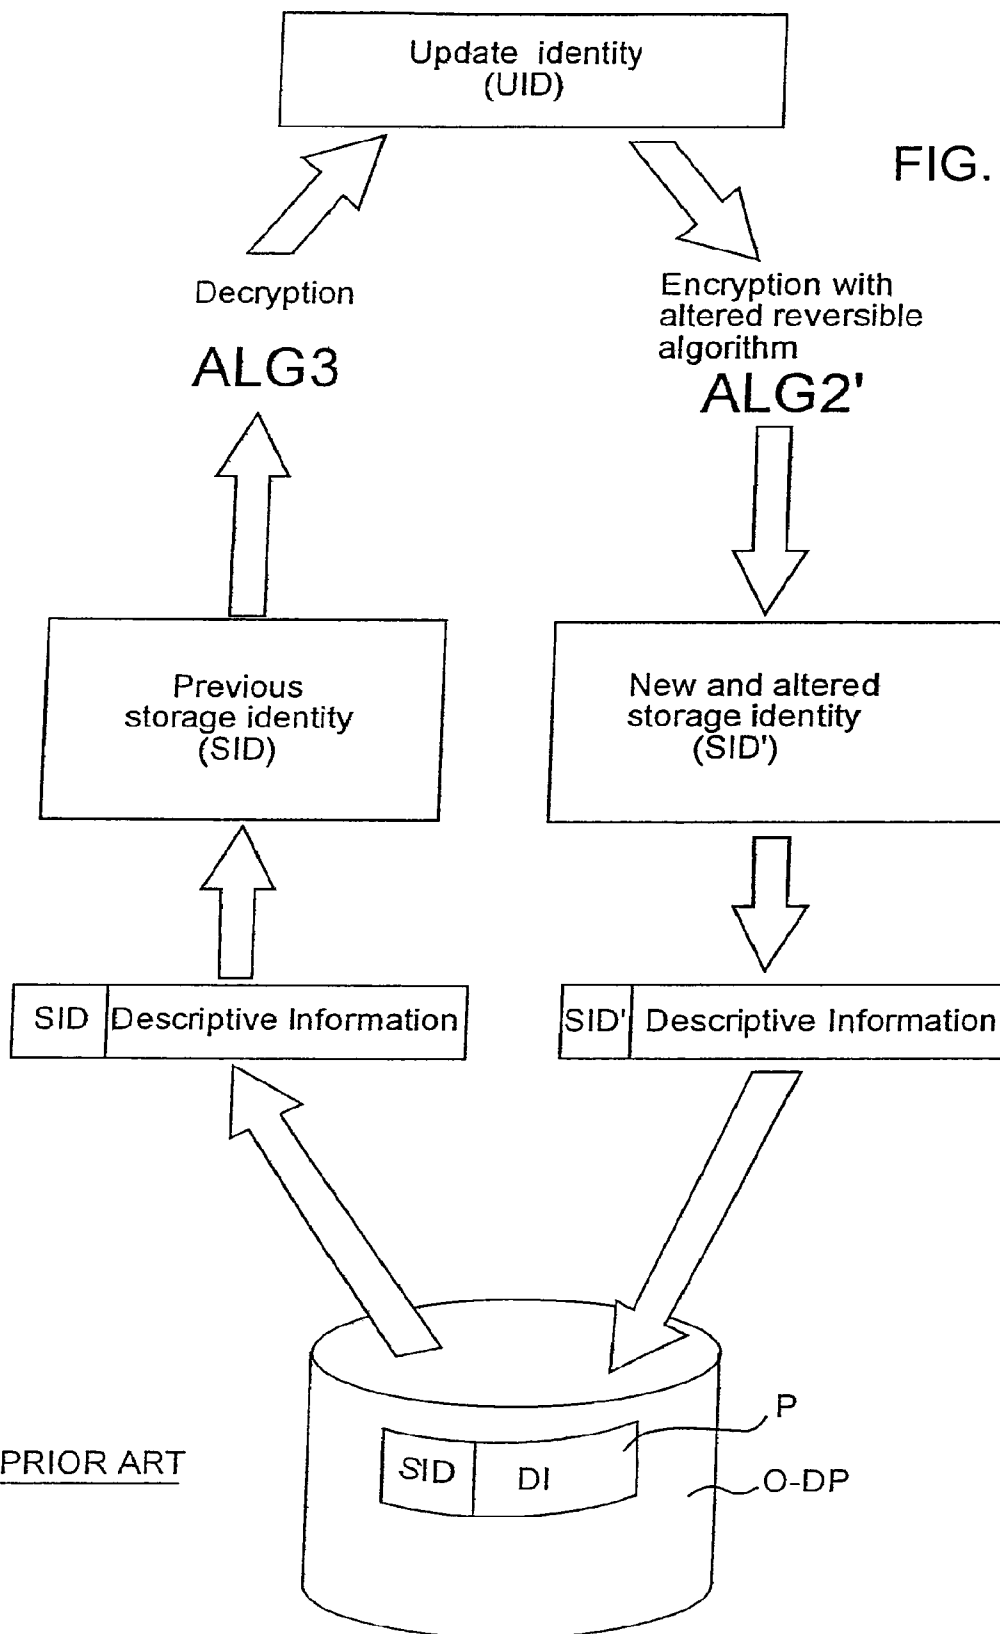 Update identity
(UID)
FIG.
Decryption
ALG3
Encryption with
altered reversible
algorithm
ALG2'
Previous
storage identity
(SID)
New and altered
storage identity
(SID')
SID Descriptive Information
SID' Descriptive Information
P
SID DI
O-DP
PRIOR ART